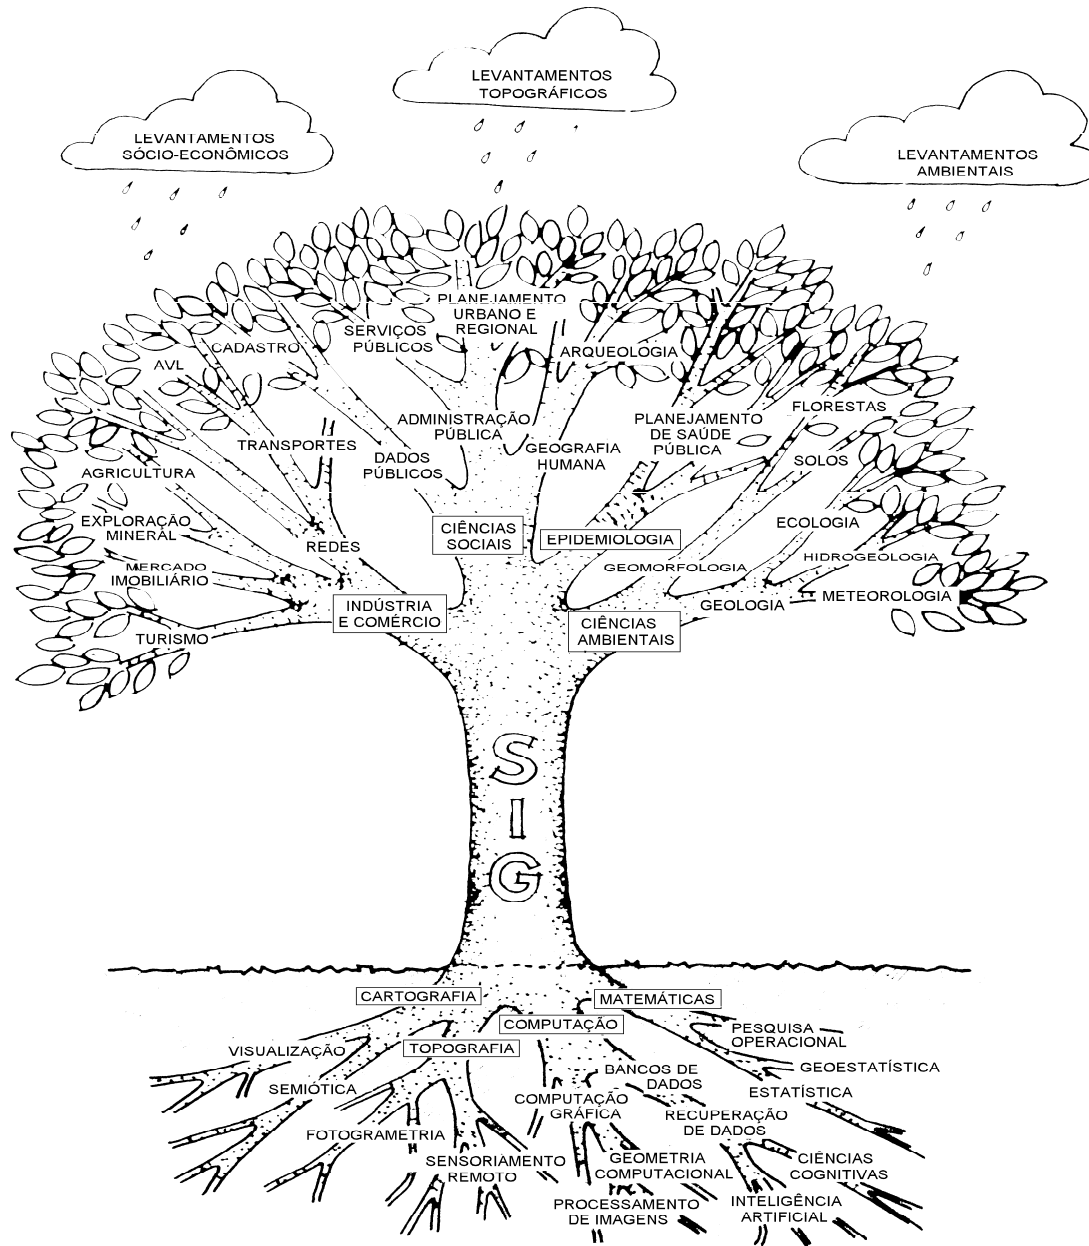 LEVANTAMENTOS
TOPOGRÁFICOS
LEVANTAMENTOS
SÓCIO-ECONÔMICOS
LEVANTAMENTOS
AMBIENTAIS
PLANEJAMENTO
URBANO E
REGIONAL
SERVIÇOS
PÚBLICOS
CADASTRO
ARQUEOLOGIA
AVL
FLORESTAS
ADMINISTRAÇÃO
PÚBLICA
PLANEJAMENTO
DE SAÚDE
PÚBLICA
TRANSPORTES
DADOS
PÚBLICOS
GEOGRAFIA
HUMANA
SOLOS
AGRICULTURA
EXPLORAÇÃO
MINERAL
CIÊNCIAS
SOCIAIS
ECOLOGIA
EPIDEMIOLOGIA
REDES
HIDROGEOLOGIA
MERCADO
IMOBILIÁRIO
GEOMORFOLOGIA
METEOROLOGIA
INDÚSTRIA
E COMÉRCIO
GEOLOGIA
CIÊNCIAS
AMBIENTAIS
TURISMO
S
I
G
CARTOGRAFIA
MATEMÁTICAS
COMPUTAÇÃO
PESQUISA
OPERACIONAL
VISUALIZAÇÃO
TOPOGRAFIA
GEOESTATÍSTICA
BANCOS DE
DADOS
SEMIÓTICA
ESTATÍSTICA
COMPUTAÇÃO
GRÁFICA
RECUPERAÇÃO
DE DADOS
FOTOGRAMETRIA
SENSORIAMENTO
REMOTO
GEOMETRIA
COMPUTACIONAL
CIÊNCIAS
COGNITIVAS
PROCESSAMENTO
DE IMAGENS
INTELIGÊNCIA
ARTIFICIAL